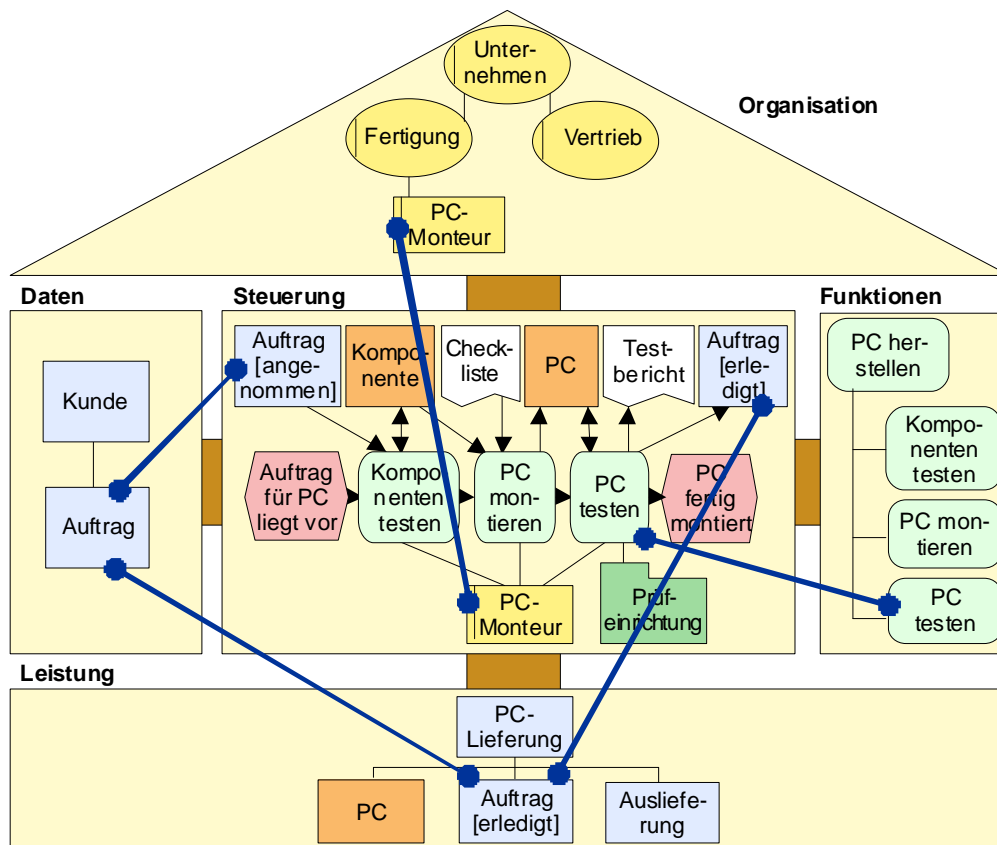 Unter-
nehmen
Organisation
Fertigung
Vertrieb
PC-
Monteur
Daten
Steuerung
Funktionen
Kunde
Auftrag
Auftrag
[ange-
nommen]
Kompo-
nente
Check-
liste
PC
Test-
bericht
Auftrag
[erle-
digt]
Auftrag
für PC
liegt vor
Kompo-
nenten
testen
PC
mon-
tieren
PC
testen
PC
fertig
montiert
PC-
Monteur
Prüf-
einrichtung
PC her-
stellen
Kompo-
nenten
testen
PC mon-
tieren
PC
testen
Leistung
PC-
Lieferung
PC
Auftrag
[erledigt]
Ausliefe-
rung